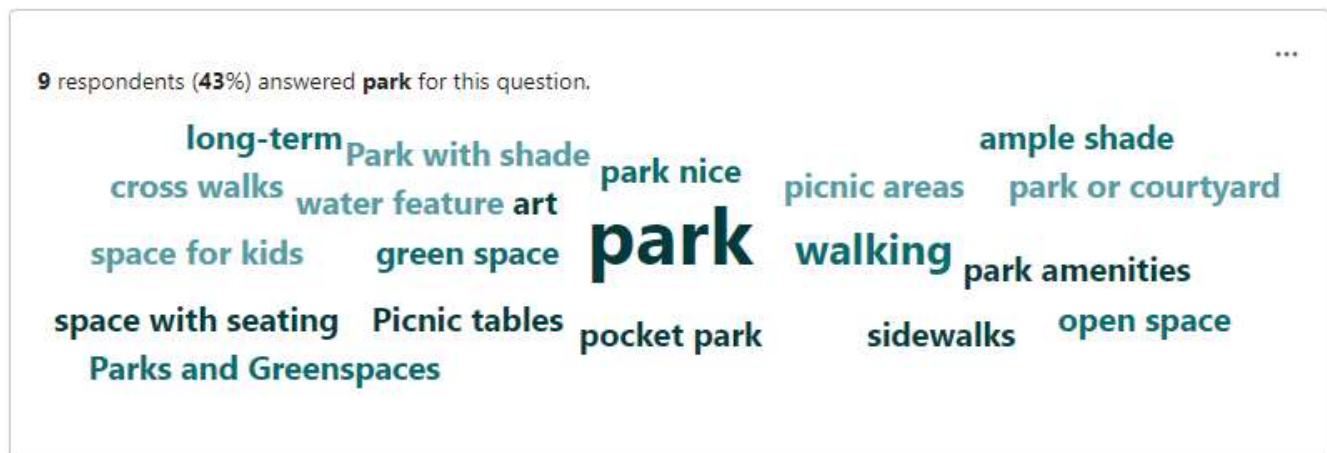 ...
9 respondents (43%) answered park for this question.
long-term
Park with shade
park nice
ample shade
cross walks
water feature
art
picnic areas
park or courtyard
space for kids
green space
park
walking
park amenities
space with seating
Picnic tables
pocket park
sidewalks
open space
Parks and Greenspaces